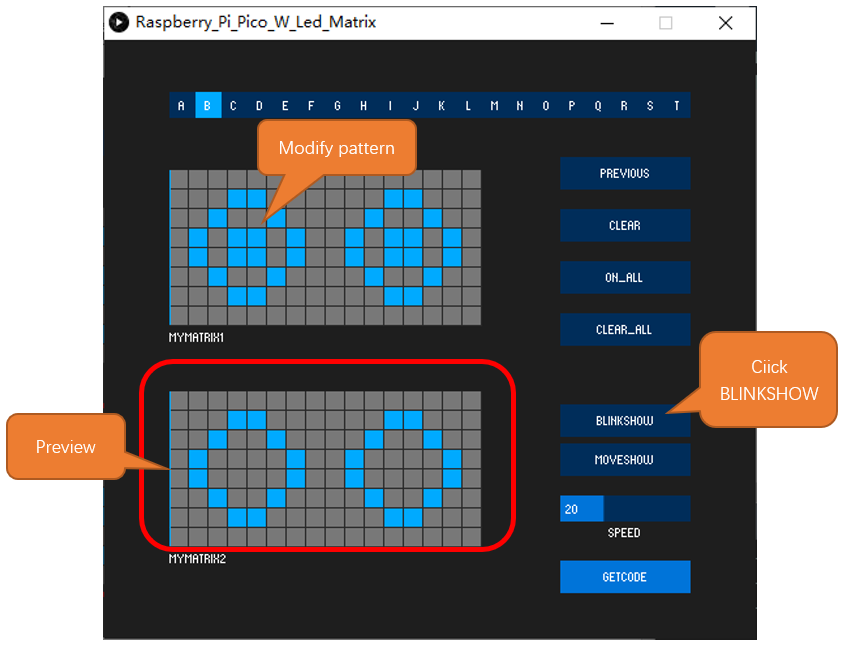 Raspberry_Pi_Pico_W_Led_Matrix
A B C D E F G H I J K L M N O P Q R S T
Modify pattern
PREVIOUS
CLEAR
ON_ALL
CLEAR_ALL
MYMATRIX1
Ciick
BLINKSHOW
BLINKSHOW
Preview
MOVESHOW
20
SPEED
MYMATRIX2
GETCODE